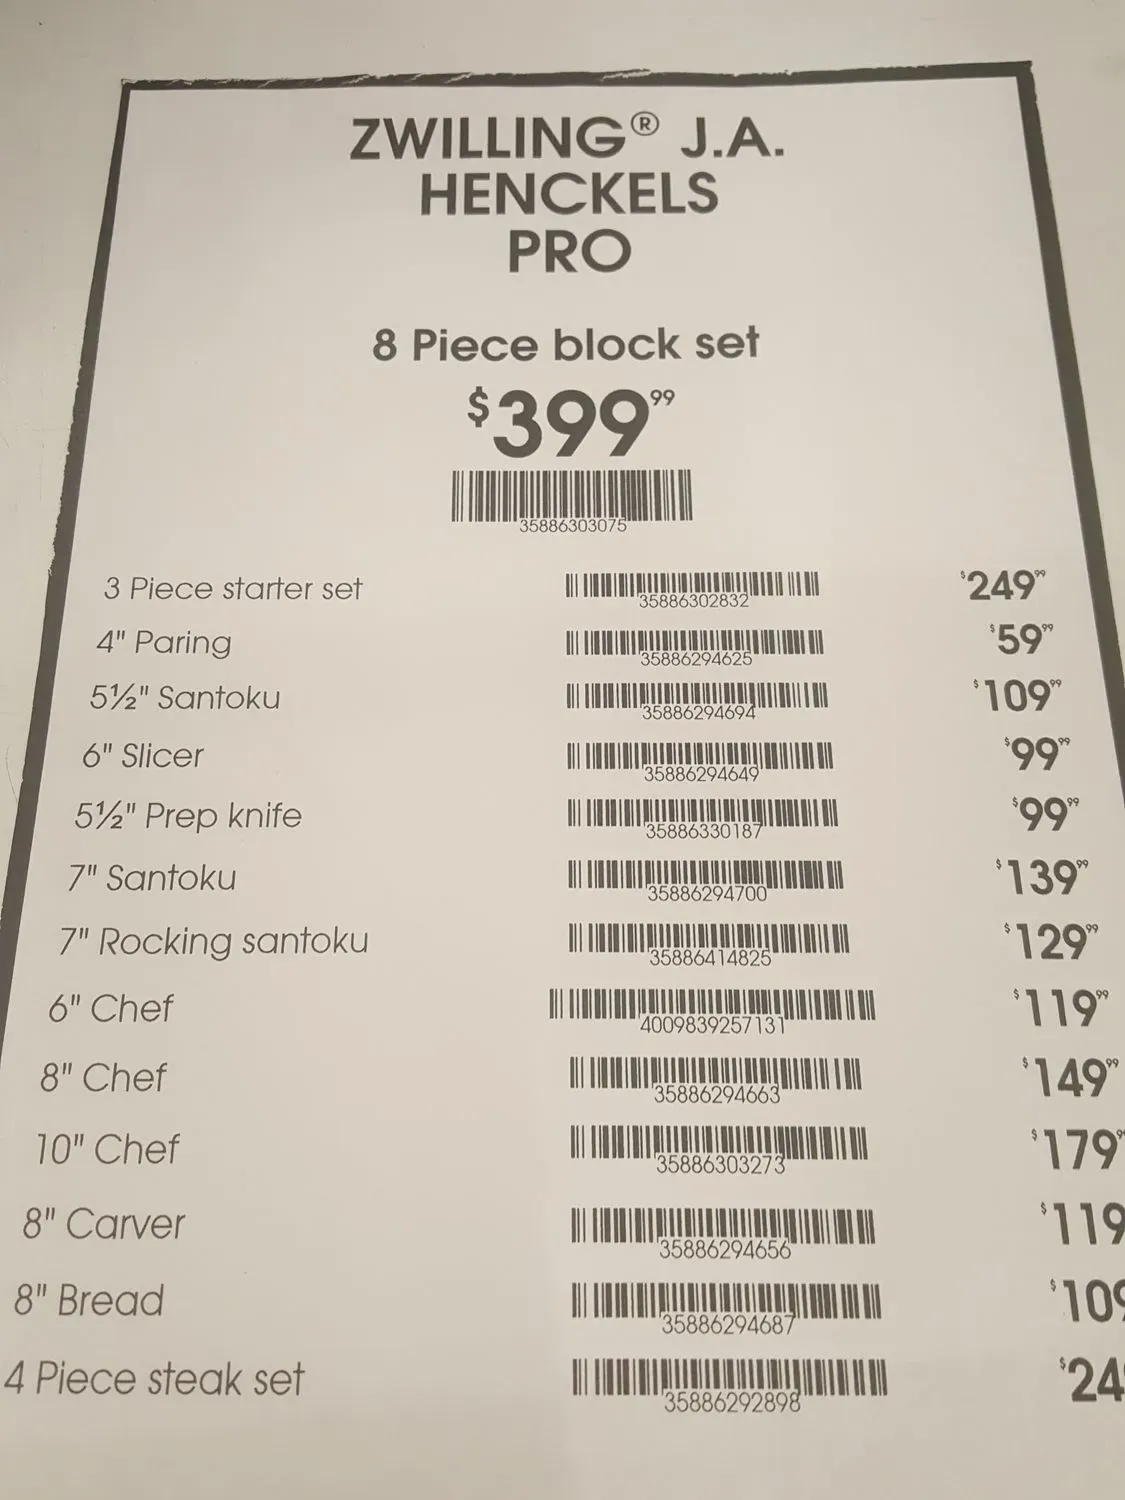 ZWILLING® J.A.
HENCKELS
PRO
8 Piece block set
$399.99
35886303075
3 Piece starter set 35886302832 $249.99
4" Paring 35886294625 $59.99
5½" Santoku 35886294694 $109.99
6" Slicer 35886294649 $99.99
5½" Prep knife 35886330187 $99.99
7" Santoku 35886294700 $139.99
7" Rocking santoku 35886414825 $129.99
6" Chef 4009839257131 $119.99
8" Chef 35886294663 $149.99
10" Chef 35886303273 $179
8" Carver 35886294656 $119
8" Bread 35886294687 $109
4 Piece steak set 35886292898